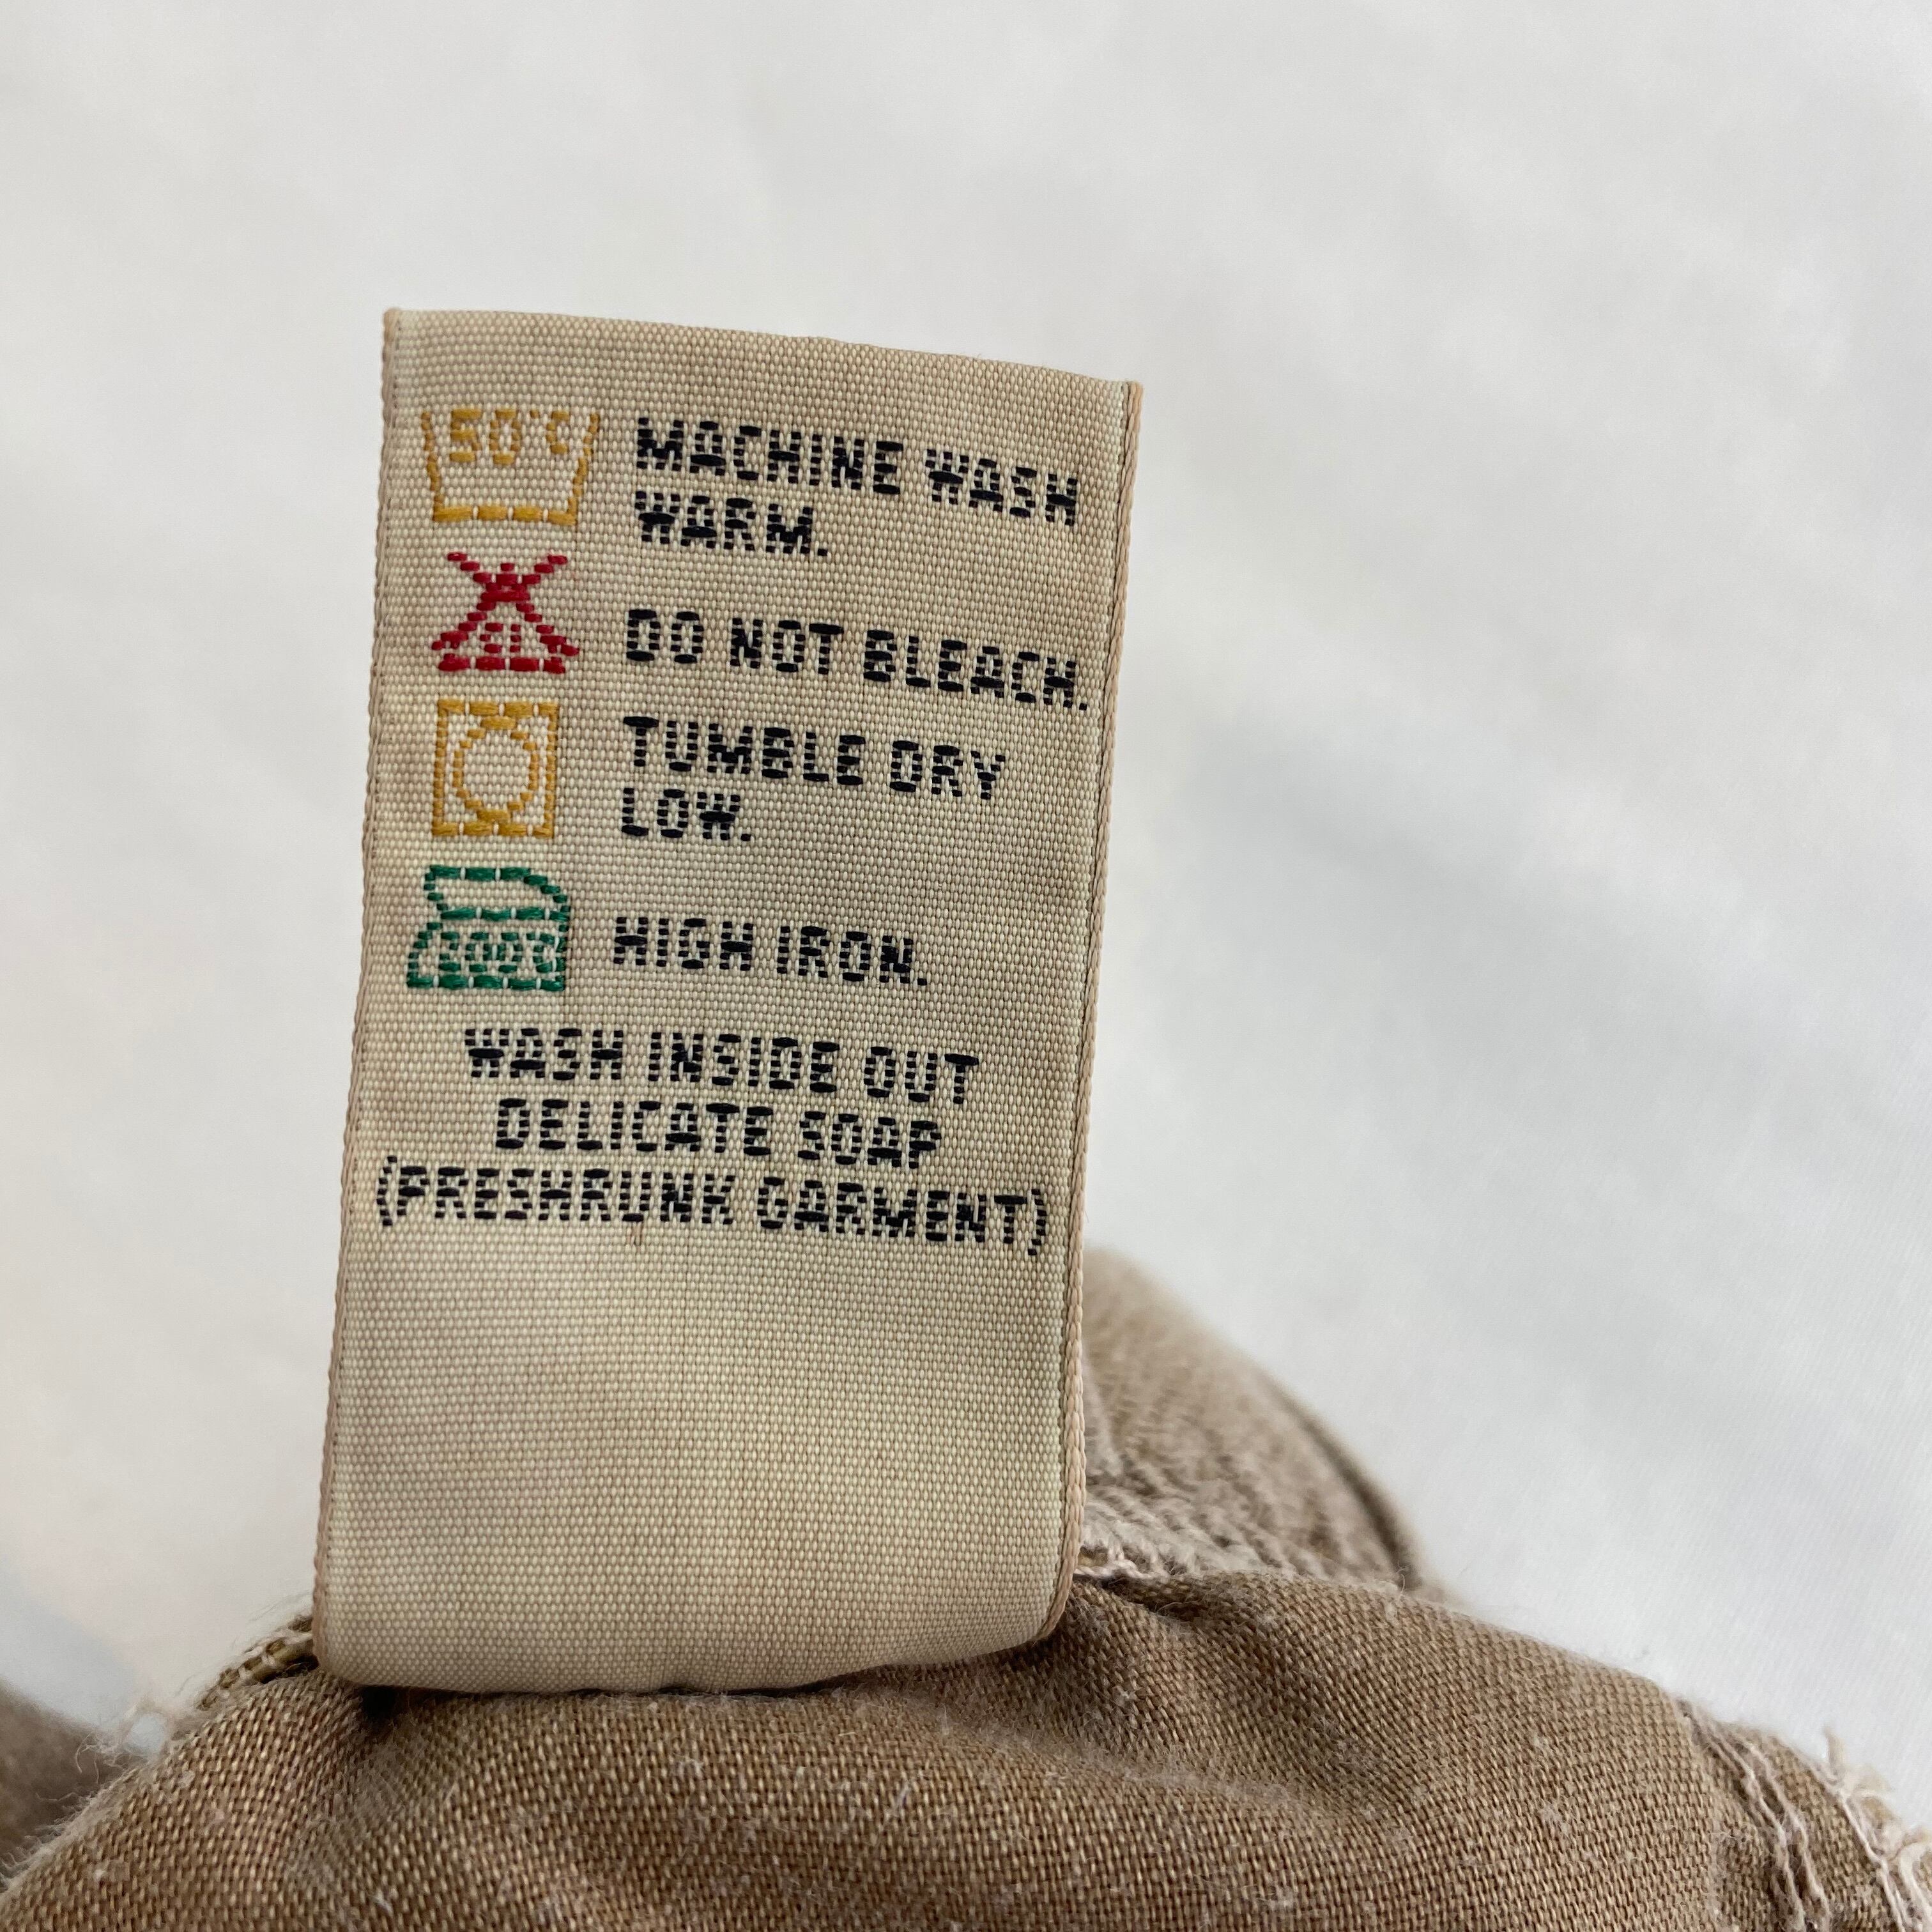 50°C MACHINE WASH
WARM.
CL DO NOT BLEACH.
TUMBLE DRY
LOW.
200°C HIGH IRON.
WASH INSIDE OUT
DELICATE SOAP
(PRESHRUNK GARMENT)